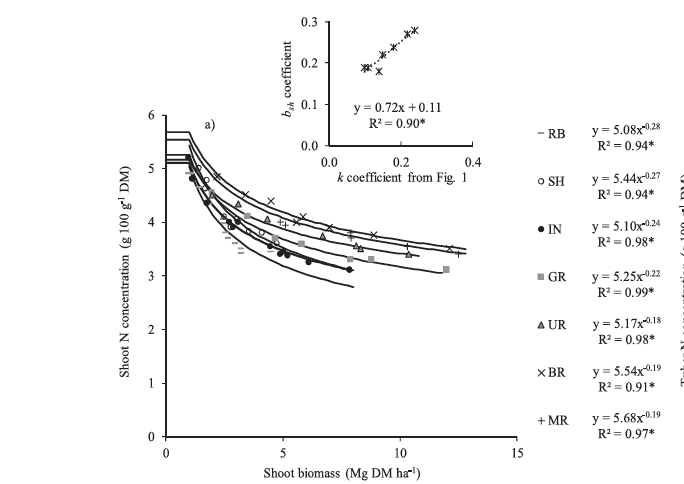 0.3
0.2
0.1
0.0
b_sh coefficient
y = 0.72x + 0.11
R² = 0.90*
0.0 0.2 0.4
k coefficient from Fig. 1
a)
6
5
4
3
2
1
0
Shoot N concentration (g 100 g⁻¹ DM)
0 5 10 15
Shoot biomass (Mg DM ha⁻¹)
RB y = 5.08x^-0.28
R² = 0.94*
SH y = 5.44x^-0.27
R² = 0.94*
IN y = 5.10x^-0.24
R² = 0.98*
GR y = 5.25x^-0.22
R² = 0.99*
UR y = 5.17x^-0.18
R² = 0.98*
BR y = 5.54x^-0.19
R² = 0.91*
MR y = 5.68x^-0.19
R² = 0.97*